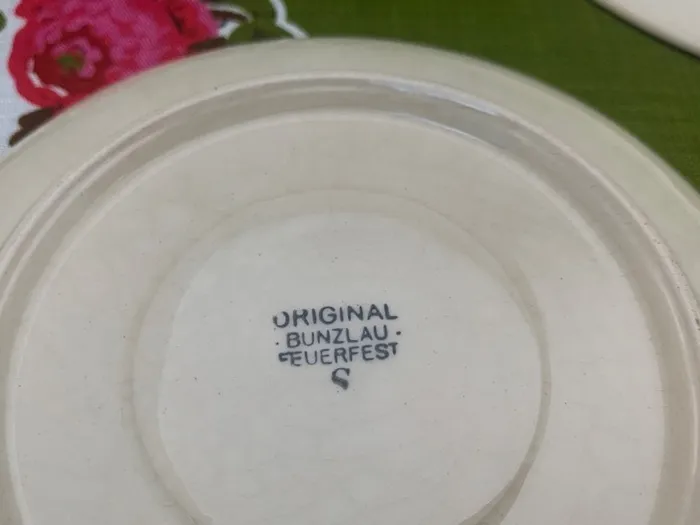 ORIGINAL
· BUNZLAU ·
FEUERFEST
S